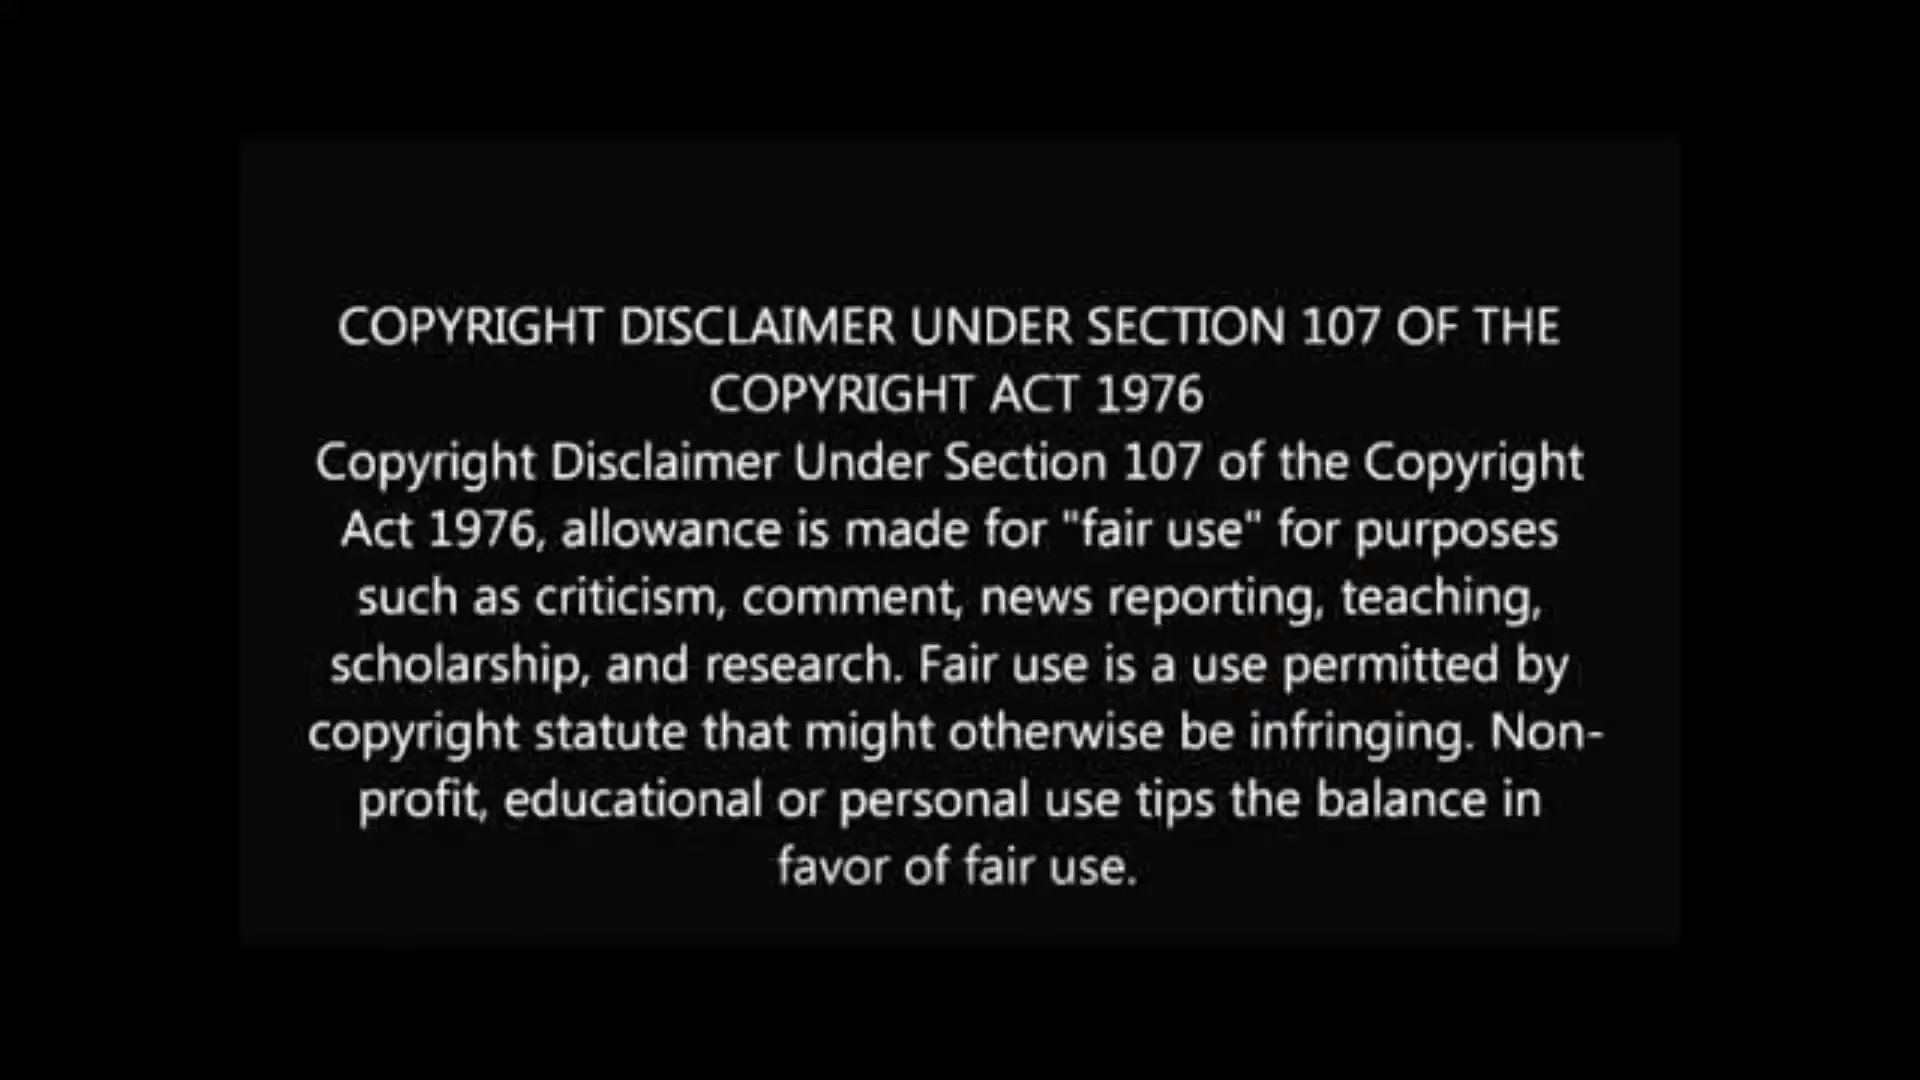 COPYRIGHT DISCLAIMER UNDER SECTION 107 OF THE
COPYRIGHT ACT 1976
Copyright Disclaimer Under Section 107 of the Copyright
Act 1976, allowance is made for "fair use" for purposes
such as criticism, comment, news reporting, teaching,
scholarship, and research. Fair use is a use permitted by
copyright statute that might otherwise be infringing. Non-
profit, educational or personal use tips the balance in
favor of fair use.